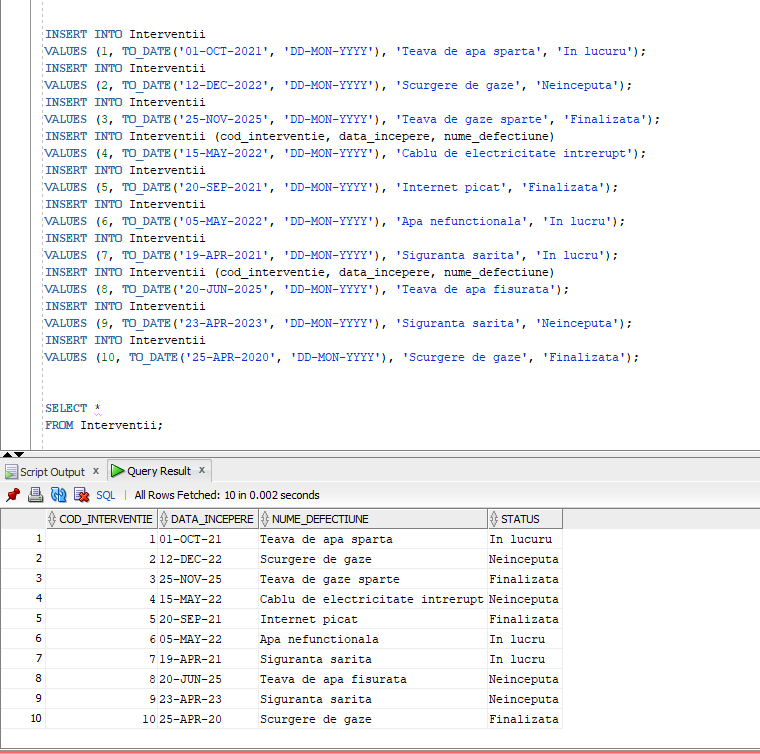 INSERT INTO Interventii
VALUES (1, TO_DATE('01-OCT-2021', 'DD-MON-YYYY'), 'Teava de apa sparta', 'In lucuru');
INSERT INTO Interventii
VALUES (2, TO_DATE('12-DEC-2022', 'DD-MON-YYYY'), 'Scurgere de gaze', 'Neinceputa');
INSERT INTO Interventii
VALUES (3, TO_DATE('25-NOV-2025', 'DD-MON-YYYY'), 'Teava de gaze sparte', 'Finalizata');
INSERT INTO Interventii (cod_interventie, data_incepere, nume_defectiune)
VALUES (4, TO_DATE('15-MAY-2022', 'DD-MON-YYYY'), 'Cablu de electricitate intrerupt');
INSERT INTO Interventii
VALUES (5, TO_DATE('20-SEP-2021', 'DD-MON-YYYY'), 'Internet picat', 'Finalizata');
INSERT INTO Interventii
VALUES (6, TO_DATE('05-MAY-2022', 'DD-MON-YYYY'), 'Apa nefunctionala', 'In lucru');
INSERT INTO Interventii
VALUES (7, TO_DATE('19-APR-2021', 'DD-MON-YYYY'), 'Siguranta sarita', 'In lucru');
INSERT INTO Interventii (cod_interventie, data_incepere, nume_defectiune)
VALUES (8, TO_DATE('20-JUN-2025', 'DD-MON-YYYY'), 'Teava de apa fisurata');
INSERT INTO Interventii
VALUES (9, TO_DATE('23-APR-2023', 'DD-MON-YYYY'), 'Siguranta sarita', 'Neinceputa');
INSERT INTO Interventii
VALUES (10, TO_DATE('25-APR-2020', 'DD-MON-YYYY'), 'Scurgere de gaze', 'Finalizata');
SELECT *
FROM Interventii;
Script Output x Query Result x
SQL | All Rows Fetched: 10 in 0.002 seconds
COD_INTERVENTIE DATA_INCEPERE NUME_DEFECTIUNE STATUS
1 1 01-OCT-21 Teava de apa sparta In lucuru
2 2 12-DEC-22 Scurgere de gaze Neinceputa
3 3 25-NOV-25 Teava de gaze sparte Finalizata
4 4 15-MAY-22 Cablu de electricitate intrerupt Neinceputa
5 5 20-SEP-21 Internet picat Finalizata
6 6 05-MAY-22 Apa nefunctionala In lucru
7 7 19-APR-21 Siguranta sarita In lucru
8 8 20-JUN-25 Teava de apa fisurata Neinceputa
9 9 23-APR-23 Siguranta sarita Neinceputa
10 10 25-APR-20 Scurgere de gaze Finalizata